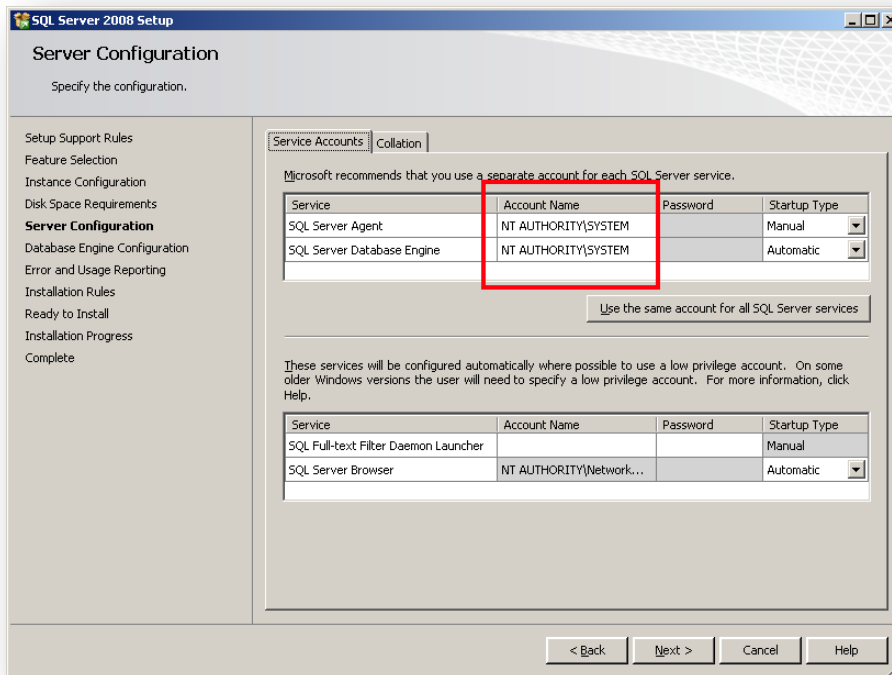 SQL Server 2008 Setup
Server Configuration
Specify the configuration.
Setup Support Rules
Feature Selection
Instance Configuration
Disk Space Requirements
Server Configuration
Database Engine Configuration
Error and Usage Reporting
Installation Rules
Ready to Install
Installation Progress
Complete
Service Accounts Collation
Microsoft recommends that you use a separate account for each SQL Server service.
Service Account Name Password Startup Type
SQL Server Agent NT AUTHORITY\SYSTEM Manual
SQL Server Database Engine NT AUTHORITY\SYSTEM Automatic
Use the same account for all SQL Server services
These services will be configured automatically where possible to use a low privilege account. On some
older Windows versions the user will need to specify a low privilege account. For more information, click
Help.
Service Account Name Password Startup Type
SQL Full-text Filter Daemon Launcher Manual
SQL Server Browser NT AUTHORITY\Network... Automatic
< Back Next > Cancel Help